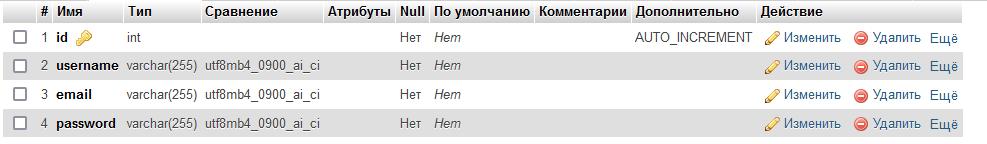 # Имя Тип Сравнение Атрибуты Null По умолчанию Комментарии Дополнительно Действие
1 id int Нет Нет AUTO_INCREMENT Изменить Удалить Ещё
2 username varchar(255) utf8mb4_0900_ai_ci Нет Нет Изменить Удалить Ещё
3 email varchar(255) utf8mb4_0900_ai_ci Нет Нет Изменить Удалить Ещё
4 password varchar(255) utf8mb4_0900_ai_ci Нет Нет Изменить Удалить Ещё